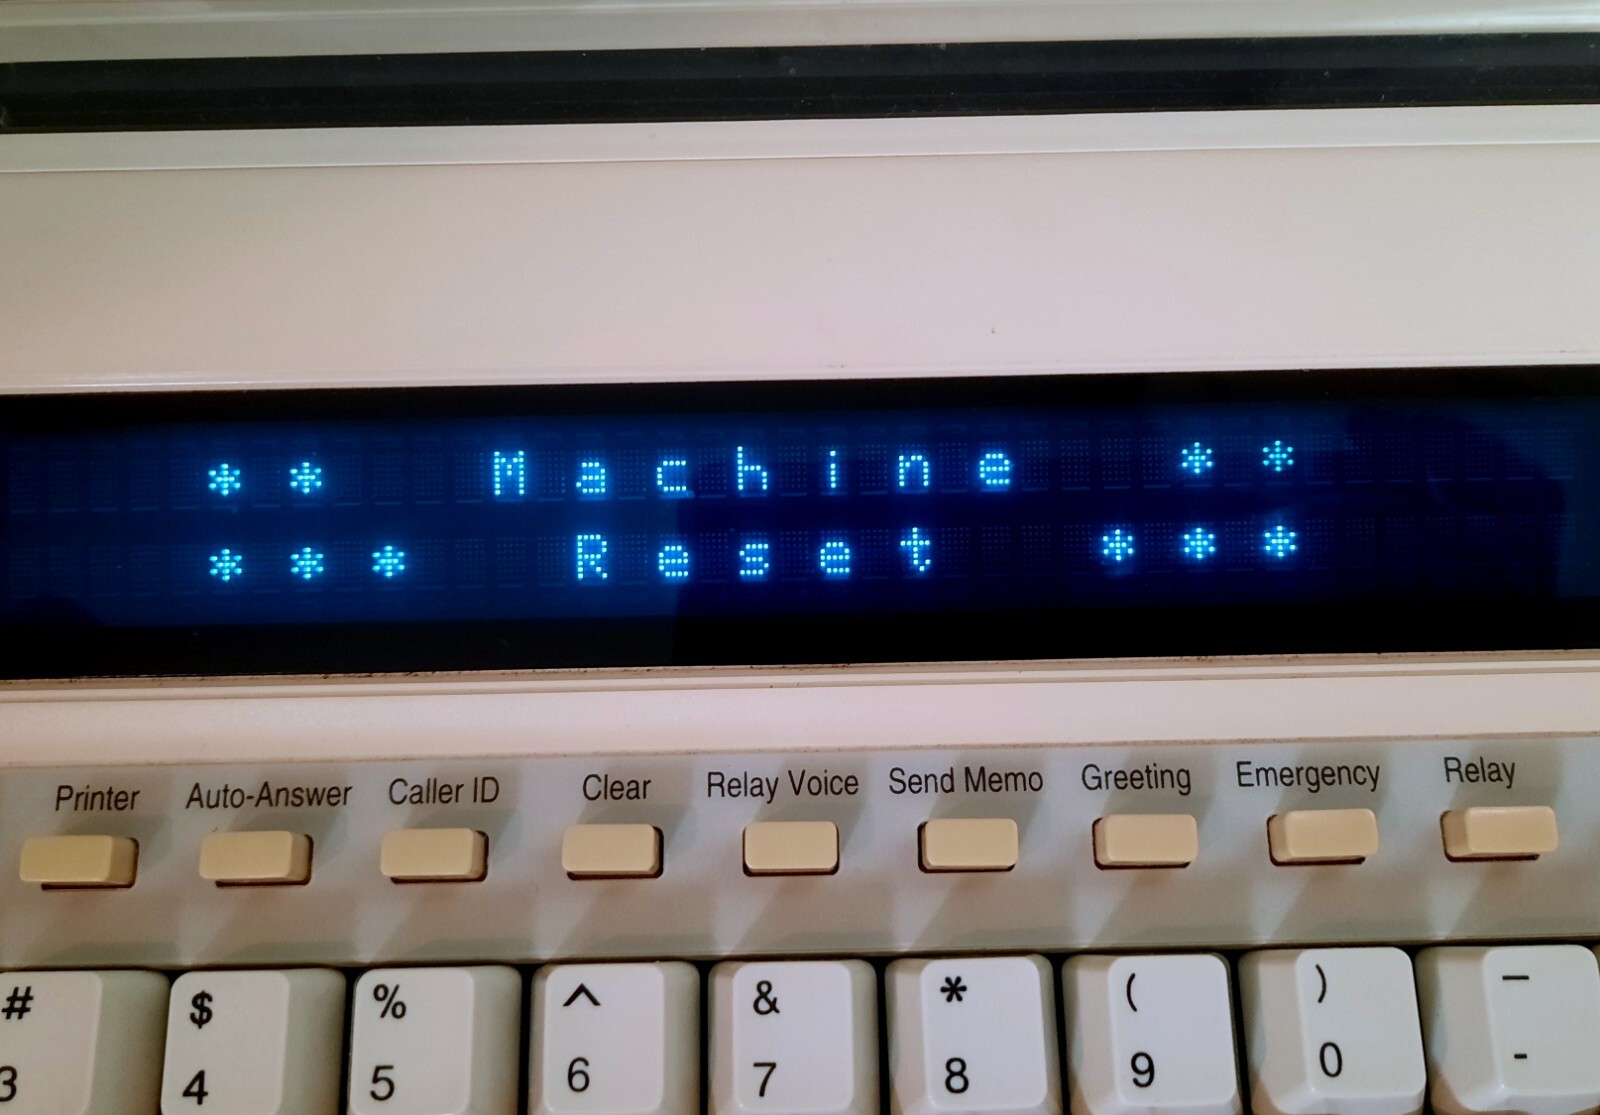 ** Machine **
*** Reset ***
Printer Auto-Answer Caller ID Clear Relay Voice Send Memo Greeting Emergency Relay
# $ % ^ & * ( ) _
3 4 5 6 7 8 9 0 -